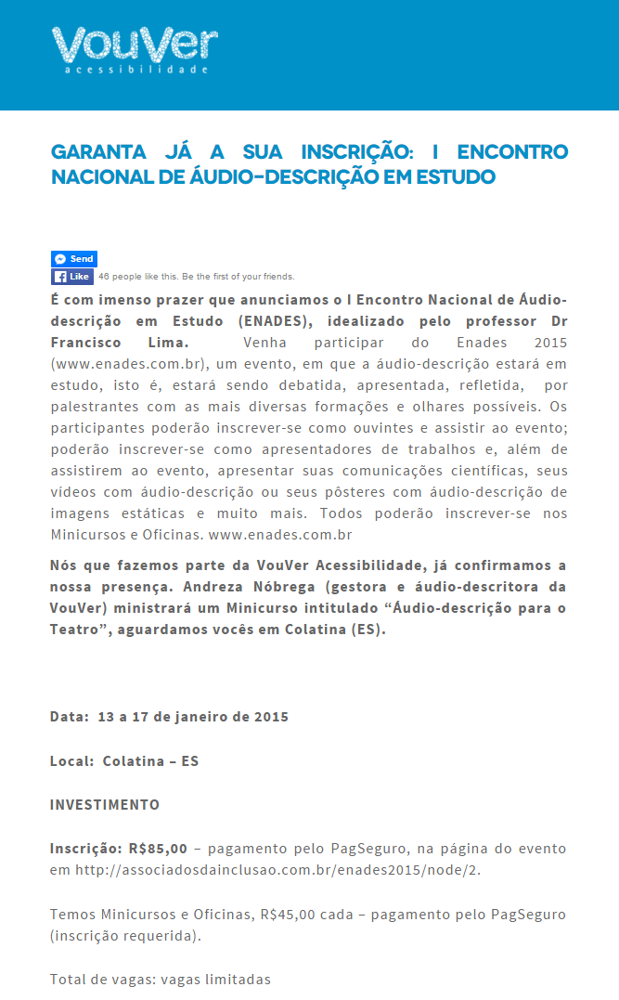 VouVer
acessibilidade
GARANTA JÁ A SUA INSCRIÇÃO: I ENCONTRO
NACIONAL DE ÁUDIO-DESCRIÇÃO EM ESTUDO
Send
Like 46 people like this. Be the first of your friends.
É com imenso prazer que anunciamos o I Encontro Nacional de Áudio-
descrição em Estudo (ENADES), idealizado pelo professor Dr
Francisco Lima. Venha participar do Enades 2015
(www.enades.com.br), um evento, em que a áudio-descrição estará em
estudo, isto é, estará sendo debatida, apresentada, refletida, por
palestrantes com as mais diversas formações e olhares possíveis. Os
participantes poderão inscrever-se como ouvintes e assistir ao evento;
poderão inscrever-se como apresentadores de trabalhos e, além de
assistirem ao evento, apresentar suas comunicações científicas, seus
vídeos com áudio-descrição ou seus pôsteres com áudio-descrição de
imagens estáticas e muito mais. Todos poderão inscrever-se nos
Minicursos e Oficinas. www.enades.com.br
Nós que fazemos parte da VouVer Acessibilidade, já confirmamos a
nossa presença. Andreza Nóbrega (gestora e áudio-descritora da
VouVer) ministrará um Minicurso intitulado “Áudio-descrição para o
Teatro”, aguardamos vocês em Colatina (ES).
Data: 13 a 17 de janeiro de 2015
Local: Colatina – ES
INVESTIMENTO
Inscrição: R$85,00 – pagamento pelo PagSeguro, na página do evento
em http://associadosdainclusao.com.br/enades2015/node/2.
Temos Minicursos e Oficinas, R$45,00 cada – pagamento pelo PagSeguro
(inscrição requerida).
Total de vagas: vagas limitadas